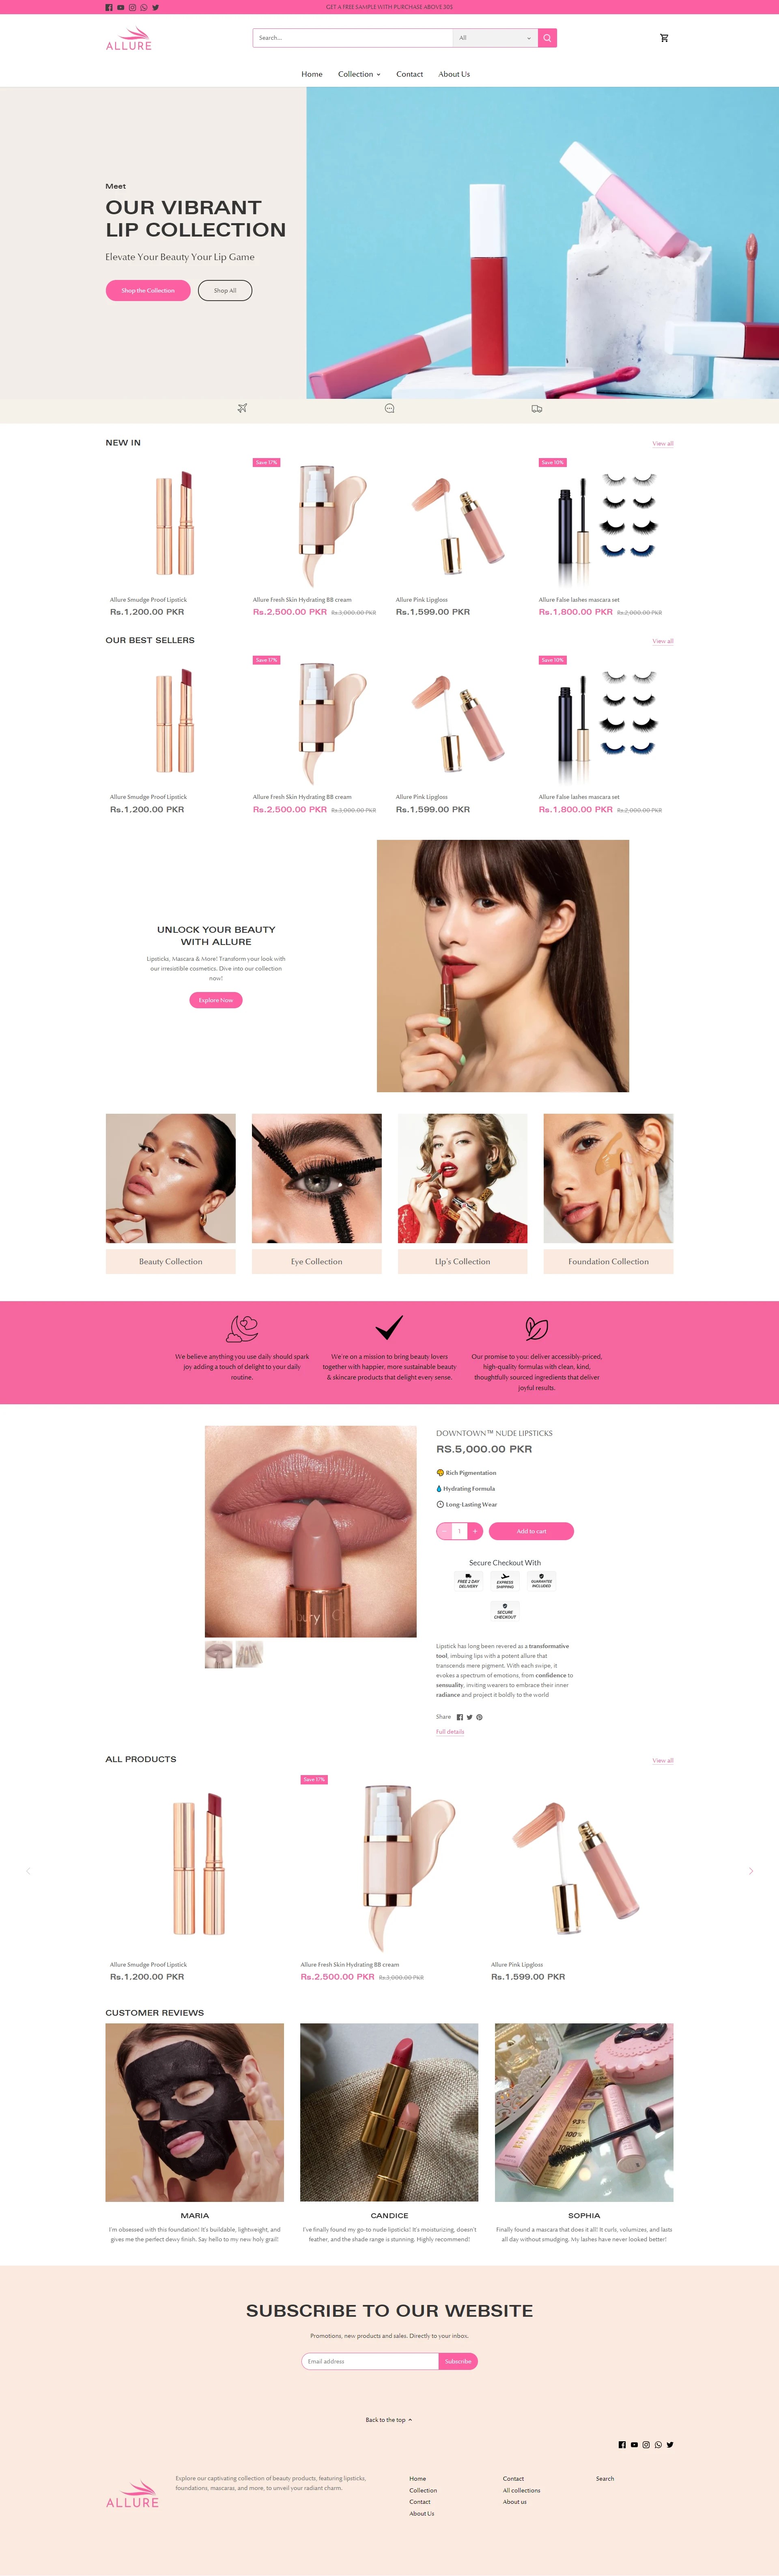 GET A FREE SAMPLE WITH PURCHASE ABOVE 50$
ALLURE
Search...
All
Home
Collection
Contact
About Us
Meet
OUR VIBRANT
LIP COLLECTION
Elevate Your Beauty Your Lip Game
Shop the Collection
Shop All
NEW IN
View all
Save 17%
Save 10%
Allure Smudge Proof Lipstick
Rs.1,200.00 PKR
Allure Fresh Skin Hydrating BB cream
Rs.2,500.00 PKR Rs.3,000.00 PKR
Allure Pink Lipgloss
Rs.1,599.00 PKR
Allure False lashes mascara set
Rs.1,800.00 PKR Rs.2,000.00 PKR
OUR BEST SELLERS
View all
Save 17%
Save 10%
Allure Smudge Proof Lipstick
Rs.1,200.00 PKR
Allure Fresh Skin Hydrating BB cream
Rs.2,500.00 PKR Rs.3,000.00 PKR
Allure Pink Lipgloss
Rs.1,599.00 PKR
Allure False lashes mascara set
Rs.1,800.00 PKR Rs.2,000.00 PKR
UNLOCK YOUR BEAUTY
WITH ALLURE
Lipsticks, Mascara & More! Transform your look with
our irresistible cosmetics. Dive into our collection
now!
Explore Now
Beauty Collection
Eye Collection
LIp's Collection
Foundation Collection
We believe anything you use daily should spark
joy adding a touch of delight to your daily
routine.
We're on a mission to bring beauty lovers
together with happier, more sustainable beauty
& skincare products that delight every sense.
Our promise to you: deliver accessibly-priced,
high-quality formulas with clean, kind,
thoughtfully sourced ingredients that deliver
joyful results.
DOWNTOWN™ NUDE LIPSTICKS
RS.5,000.00 PKR
Rich Pigmentation
Hydrating Formula
Long-Lasting Wear
1
Add to cart
Secure Checkout With
FREE 2 DAY
DELIVERY
EXPRESS
SHIPPING
GUARANTEE
INCLUDED
SECURE
CHECKOUT
bury
Lipstick has long been revered as a transformative
tool, imbuing lips with a potent allure that
transcends mere pigment. With each swipe, it
evokes a spectrum of emotions, from confidence to
sensuality, inviting wearers to embrace their inner
radiance and project it boldly to the world
Share
Full details
ALL PRODUCTS
View all
Save 17%
Allure Smudge Proof Lipstick
Rs.1,200.00 PKR
Allure Fresh Skin Hydrating BB cream
Rs.2,500.00 PKR Rs.3,000.00 PKR
Allure Pink Lipgloss
Rs.1,599.00 PKR
CUSTOMER REVIEWS
93%
100%
MARIA
I'm obsessed with this foundation! It's buildable, lightweight, and
gives me the perfect dewy finish. Say hello to my new holy grail!
CANDICE
I've finally found my go-to nude lipsticks! It's moisturizing, doesn't
feather, and the shade range is stunning. Highly recommend!
SOPHIA
Finally found a mascara that does it all! It curls, volumizes, and lasts
all day without smudging. My lashes have never looked better!
SUBSCRIBE TO OUR WEBSITE
Promotions, new products and sales. Directly to your inbox.
Email address
Subscribe
Back to the top
ALLURE
Explore our captivating collection of beauty products, featuring lipsticks,
foundations, mascaras, and more, to unveil your radiant charm.
Home
Collection
Contact
About Us
Contact
All collections
About us
Search